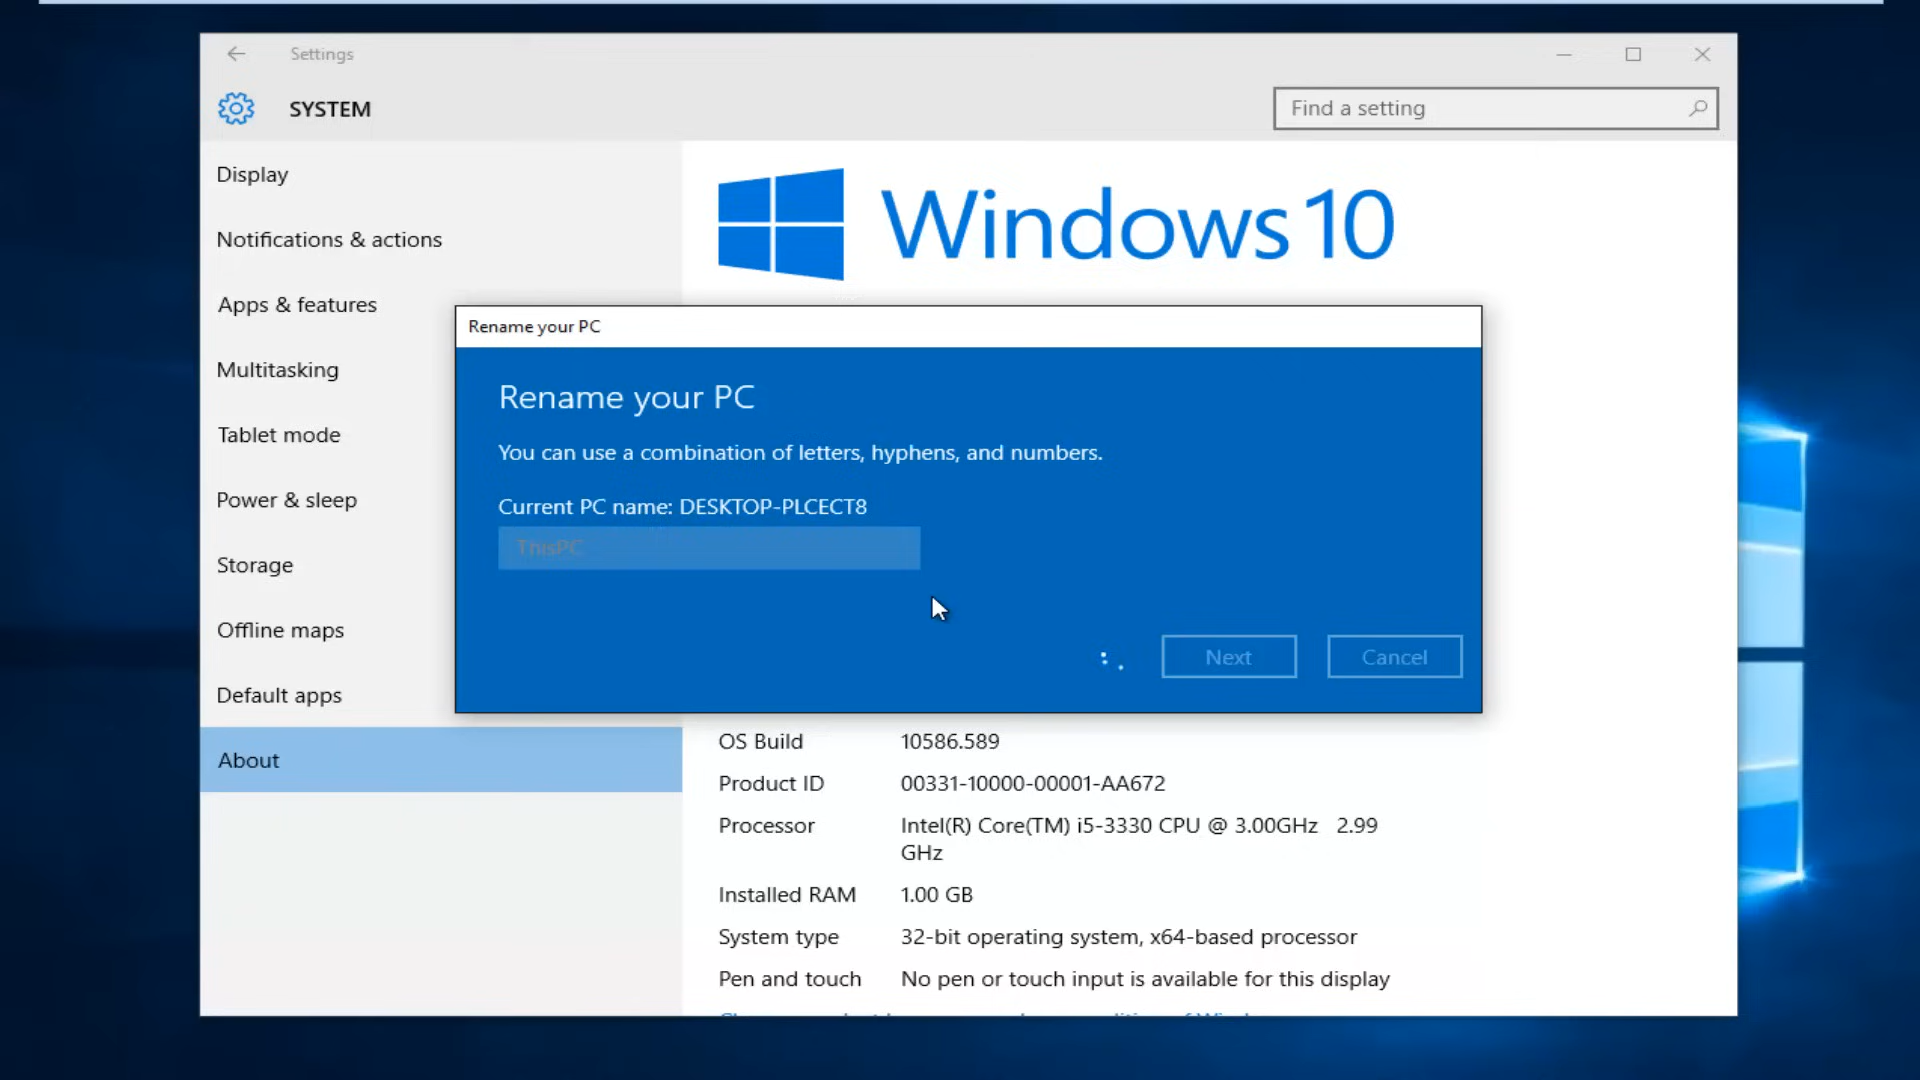 Settings
SYSTEM
Find a setting
Display
Notifications & actions
Apps & features
Multitasking
Tablet mode
Power & sleep
Storage
Offline maps
Default apps
About
Windows 10
Rename your PC
Rename your PC
You can use a combination of letters, hyphens, and numbers.
Current PC name: DESKTOP-PLCECT8
ThisPC
Next
Cancel
OS Build 10586.589
Product ID 00331-10000-00001-AA672
Processor Intel(R) Core(TM) i5-3330 CPU @ 3.00GHz 2.99
GHz
Installed RAM 1.00 GB
System type 32-bit operating system, x64-based processor
Pen and touch No pen or touch input is available for this display